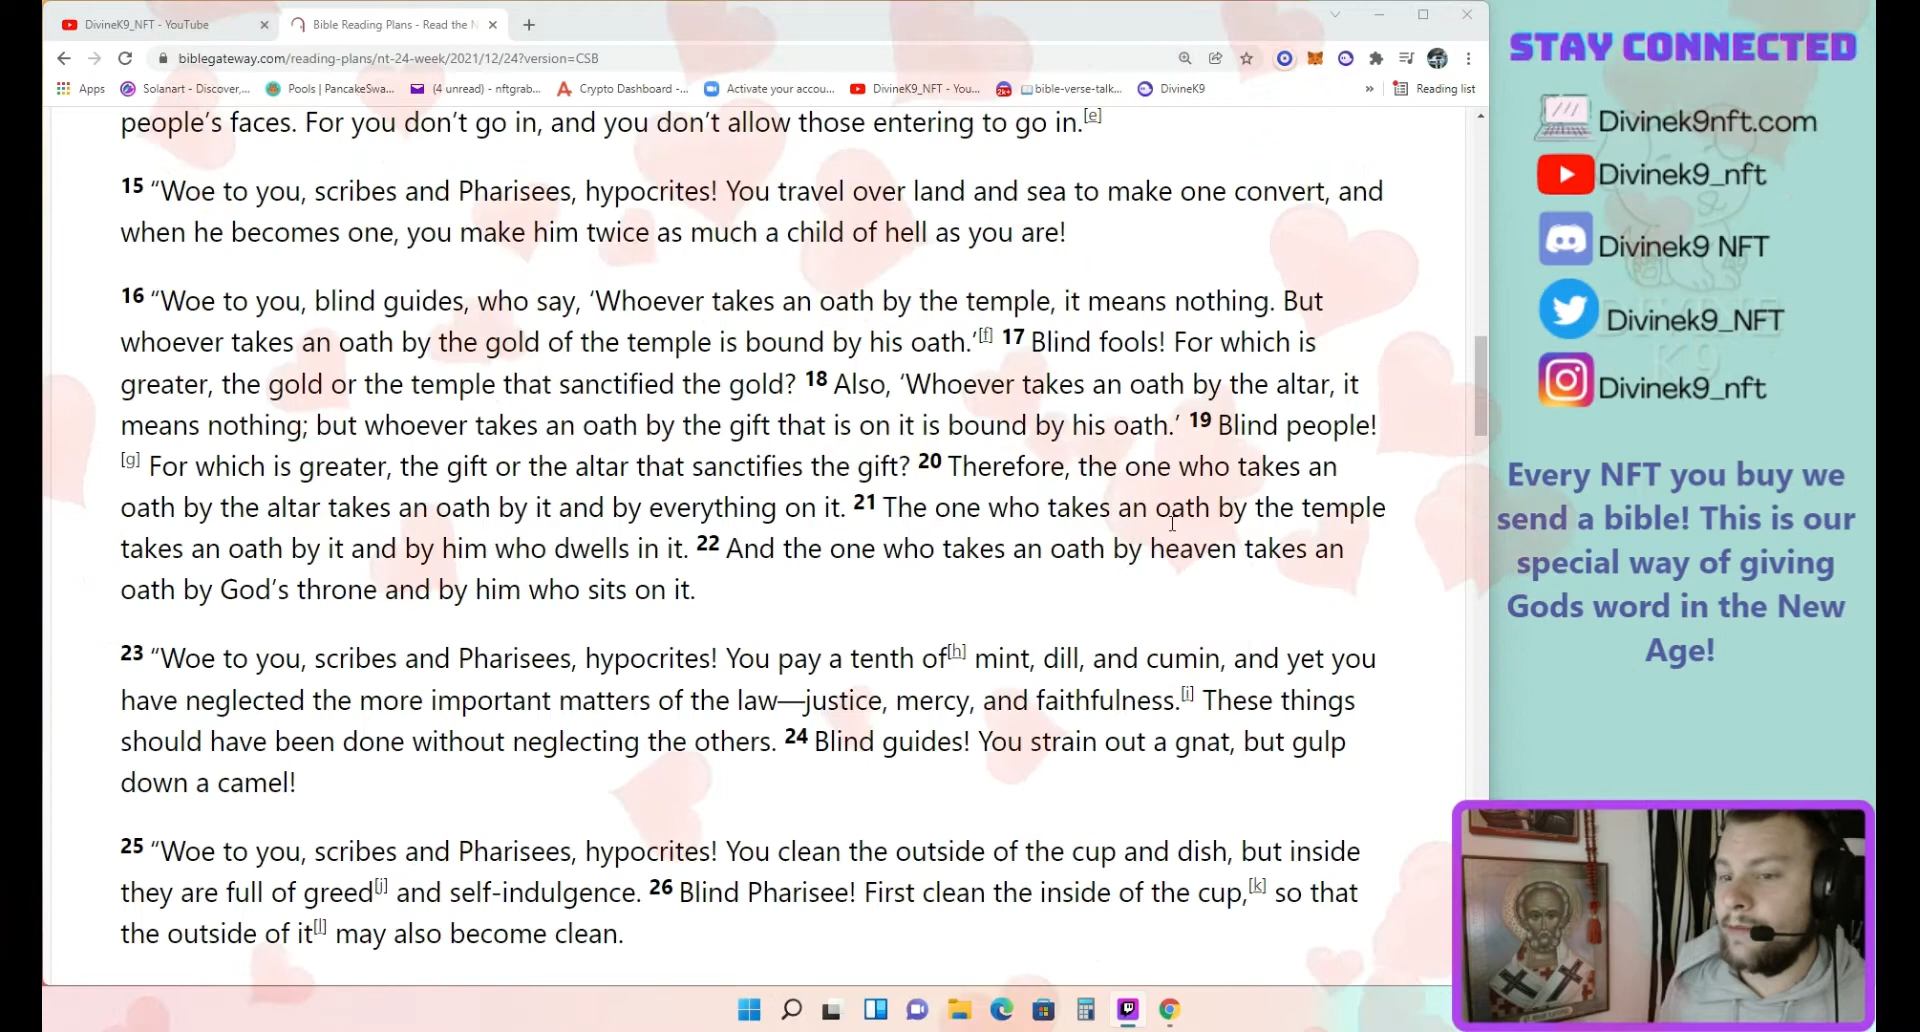 DivineK9_NFT - YouTube
Bible Reading Plans - Read the N
biblegateway.com/reading-plans/nt-24-week/2021/12/24?version=CSB
Apps
Solanart - Discover,...
Pools | PancakeSwa...
(4 unread) - nftgrab...
Crypto Dashboard -...
Activate your accou...
DivineK9_NFT - You...
bible-verse-talk...
DivineK9
»
Reading list
people’s faces. For you don’t go in, and you don’t allow those entering to go in.[e]
15 “Woe to you, scribes and Pharisees, hypocrites! You travel over land and sea to make one convert, and
when he becomes one, you make him twice as much a child of hell as you are!
16 “Woe to you, blind guides, who say, ‘Whoever takes an oath by the temple, it means nothing. But
whoever takes an oath by the gold of the temple is bound by his oath.’[f] 17 Blind fools! For which is
greater, the gold or the temple that sanctified the gold? 18 Also, ‘Whoever takes an oath by the altar, it
means nothing; but whoever takes an oath by the gift that is on it is bound by his oath.’ 19 Blind people!
[g] For which is greater, the gift or the altar that sanctifies the gift? 20 Therefore, the one who takes an
oath by the altar takes an oath by it and by everything on it. 21 The one who takes an oath by the temple
takes an oath by it and by him who dwells in it. 22 And the one who takes an oath by heaven takes an
oath by God’s throne and by him who sits on it.
23 “Woe to you, scribes and Pharisees, hypocrites! You pay a tenth of[h] mint, dill, and cumin, and yet you
have neglected the more important matters of the law—justice, mercy, and faithfulness.[i] These things
should have been done without neglecting the others. 24 Blind guides! You strain out a gnat, but gulp
down a camel!
25 “Woe to you, scribes and Pharisees, hypocrites! You clean the outside of the cup and dish, but inside
they are full of greed[j] and self-indulgence. 26 Blind Pharisee! First clean the inside of the cup,[k] so that
the outside of it[l] may also become clean.
STAY CONNECTED
Divinek9nft.com
Divinek9_nft
Divinek9 NFT
Divinek9_NFT
Divinek9_nft
DIVINE
K9
Every NFT you buy we
send a bible! This is our
special way of giving
Gods word in the New
Age!